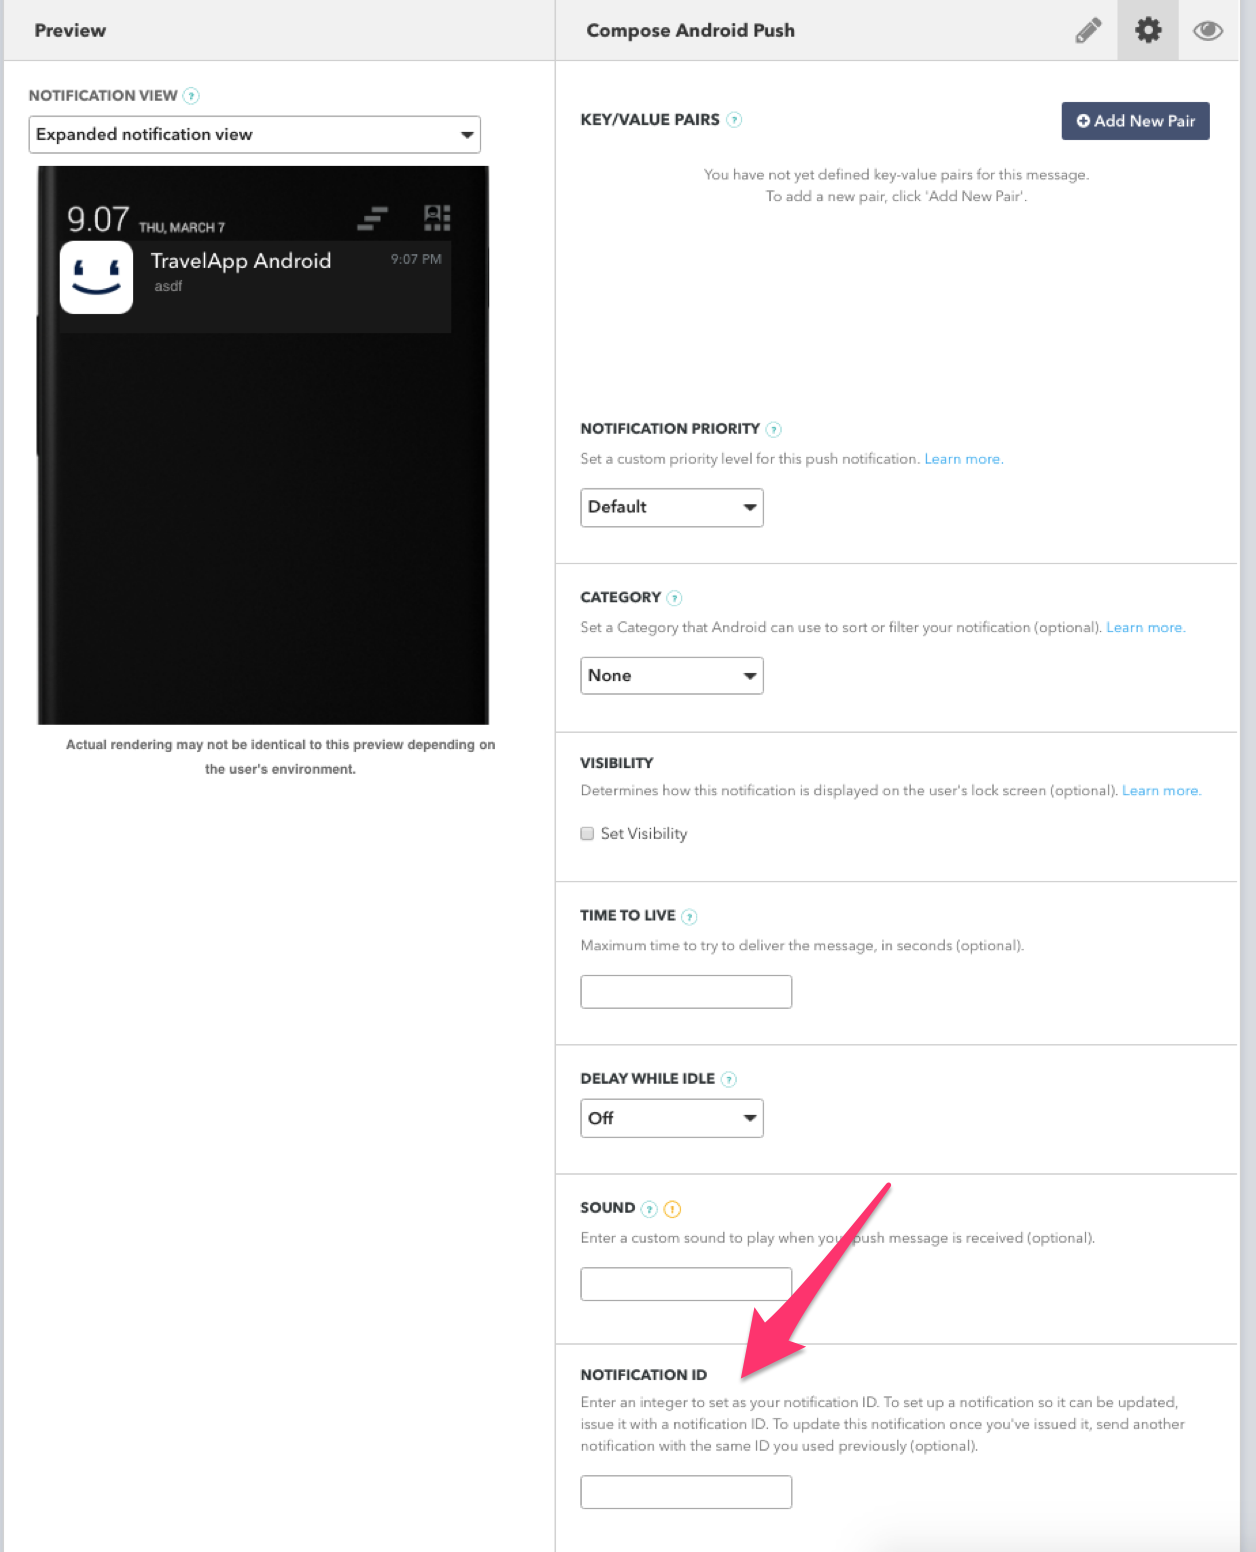 Preview
Compose Android Push
NOTIFICATION VIEW ?
Expanded notification view
9.07 THU, MARCH 7
TravelApp Android 9:07 PM
asdf
Actual rendering may not be identical to this preview depending on
the user's environment.
KEY/VALUE PAIRS ?
Add New Pair
You have not yet defined key-value pairs for this message.
To add a new pair, click 'Add New Pair'.
NOTIFICATION PRIORITY ?
Set a custom priority level for this push notification. Learn more.
Default
CATEGORY ?
Set a Category that Android can use to sort or filter your notification (optional). Learn more.
None
VISIBILITY
Determines how this notification is displayed on the user's lock screen (optional). Learn more.
Set Visibility
TIME TO LIVE ?
Maximum time to try to deliver the message, in seconds (optional).
DELAY WHILE IDLE ?
Off
SOUND ? !
Enter a custom sound to play when your push message is received (optional).
NOTIFICATION ID
Enter an integer to set as your notification ID. To set up a notification so it can be updated,
issue it with a notification ID. To update this notification once you've issued it, send another
notification with the same ID you used previously (optional).